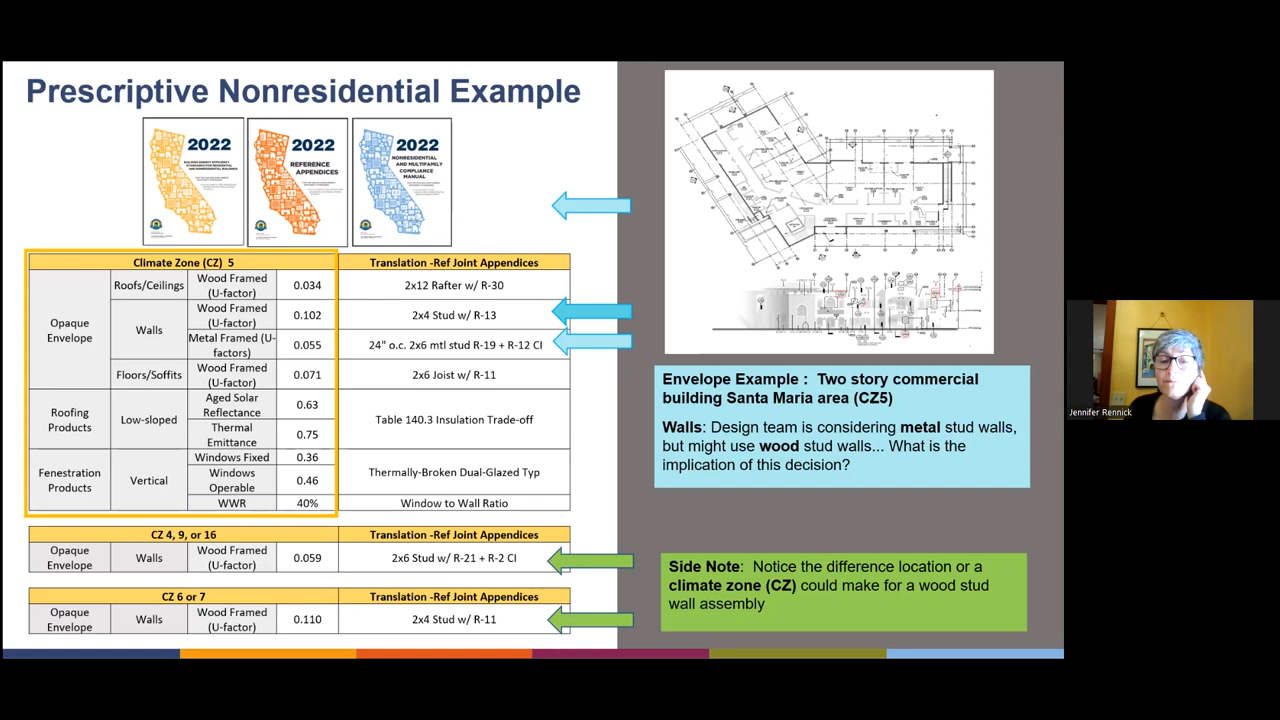 Prescriptive Nonresidential Example
2022
BUILDING ENERGY EFFICIENCY
STANDARDS FOR RESIDENTIAL
AND NONRESIDENTIAL BUILDINGS
2022
REFERENCE
APPENDICES
2022
NONRESIDENTIAL
AND MULTIFAMILY
COMPLIANCE
MANUAL
Climate Zone (CZ) 5
Translation -Ref Joint Appendices
Opaque
Envelope
Roofs/Ceilings
Wood Framed
(U-factor)
0.034
2x12 Rafter w/ R-30
Walls
Wood Framed
(U-factor)
0.102
2x4 Stud w/ R-13
Metal Framed (U-
factors)
0.055
24" o.c. 2x6 mtl stud R-19 + R-12 CI
Floors/Soffits
Wood Framed
(U-factor)
0.071
2x6 Joist w/ R-11
Roofing
Products
Low-sloped
Aged Solar
Reflectance
0.63
Table 140.3 Insulation Trade-off
Thermal
Emittance
0.75
Fenestration
Products
Vertical
Windows Fixed
0.36
Thermally-Broken Dual-Glazed Typ
Windows
Operable
0.46
WWR
40%
Window to Wall Ratio
CZ 4, 9, or 16
Translation -Ref Joint Appendices
Opaque
Envelope
Walls
Wood Framed
(U-factor)
0.059
2x6 Stud w/ R-21 + R-2 CI
CZ 6 or 7
Translation -Ref Joint Appendices
Opaque
Envelope
Walls
Wood Framed
(U-factor)
0.110
2x4 Stud w/ R-11
Envelope Example : Two story commercial
building Santa Maria area (CZ5)
Walls: Design team is considering metal stud walls,
but might use wood stud walls... What is the
implication of this decision?
Side Note: Notice the difference location or a
climate zone (CZ) could make for a wood stud
wall assembly
Jennifer Rennick